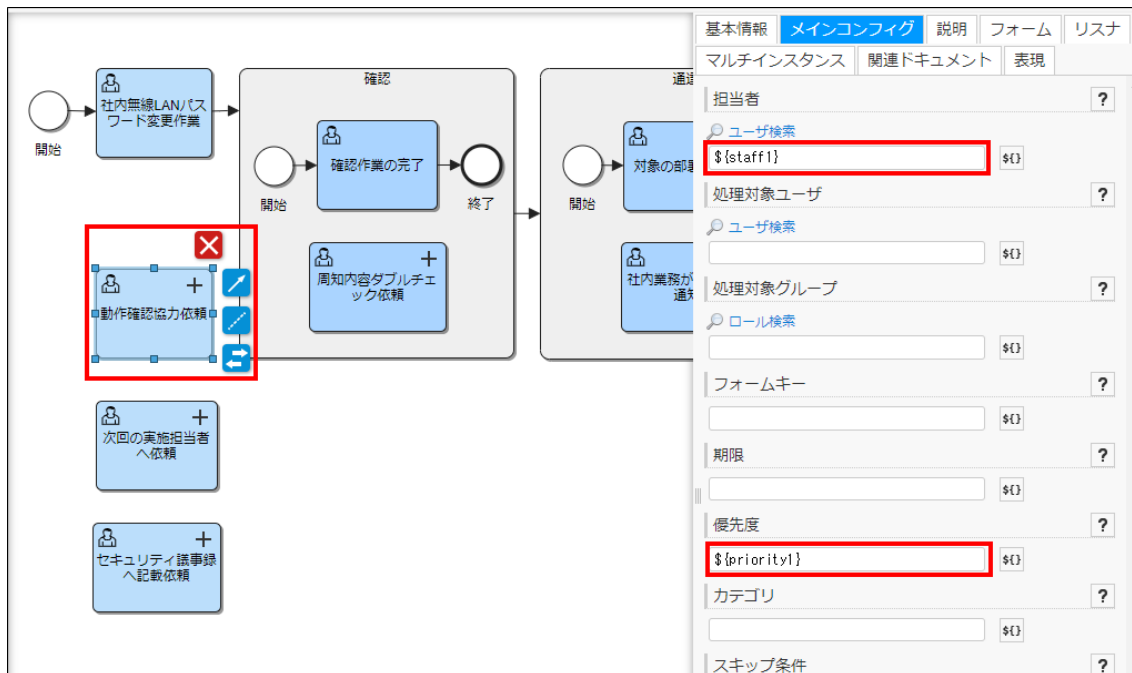 開始
社内無線LANパス
ワード変更作業
確認
開始
確認作業の完了
終了
周知内容ダブルチェ
ック依頼
開始
動作確認協力依頼
次回の実施担当者
へ依頼
セキュリティ議事録
へ記載依頼
対象の部
社内業務が
通知
基本情報
メインコンフィグ
説明
フォーム
リスナ
マルチインスタンス
関連ドキュメント
表現
担当者
?
ユーザ検索
${staff1}
${}
処理対象ユーザ
?
ユーザ検索
${}
処理対象グループ
?
ロール検索
${}
フォームキー
?
${}
期限
?
${}
優先度
?
${priority1}
${}
カテゴリ
?
${}
スキップ条件
?